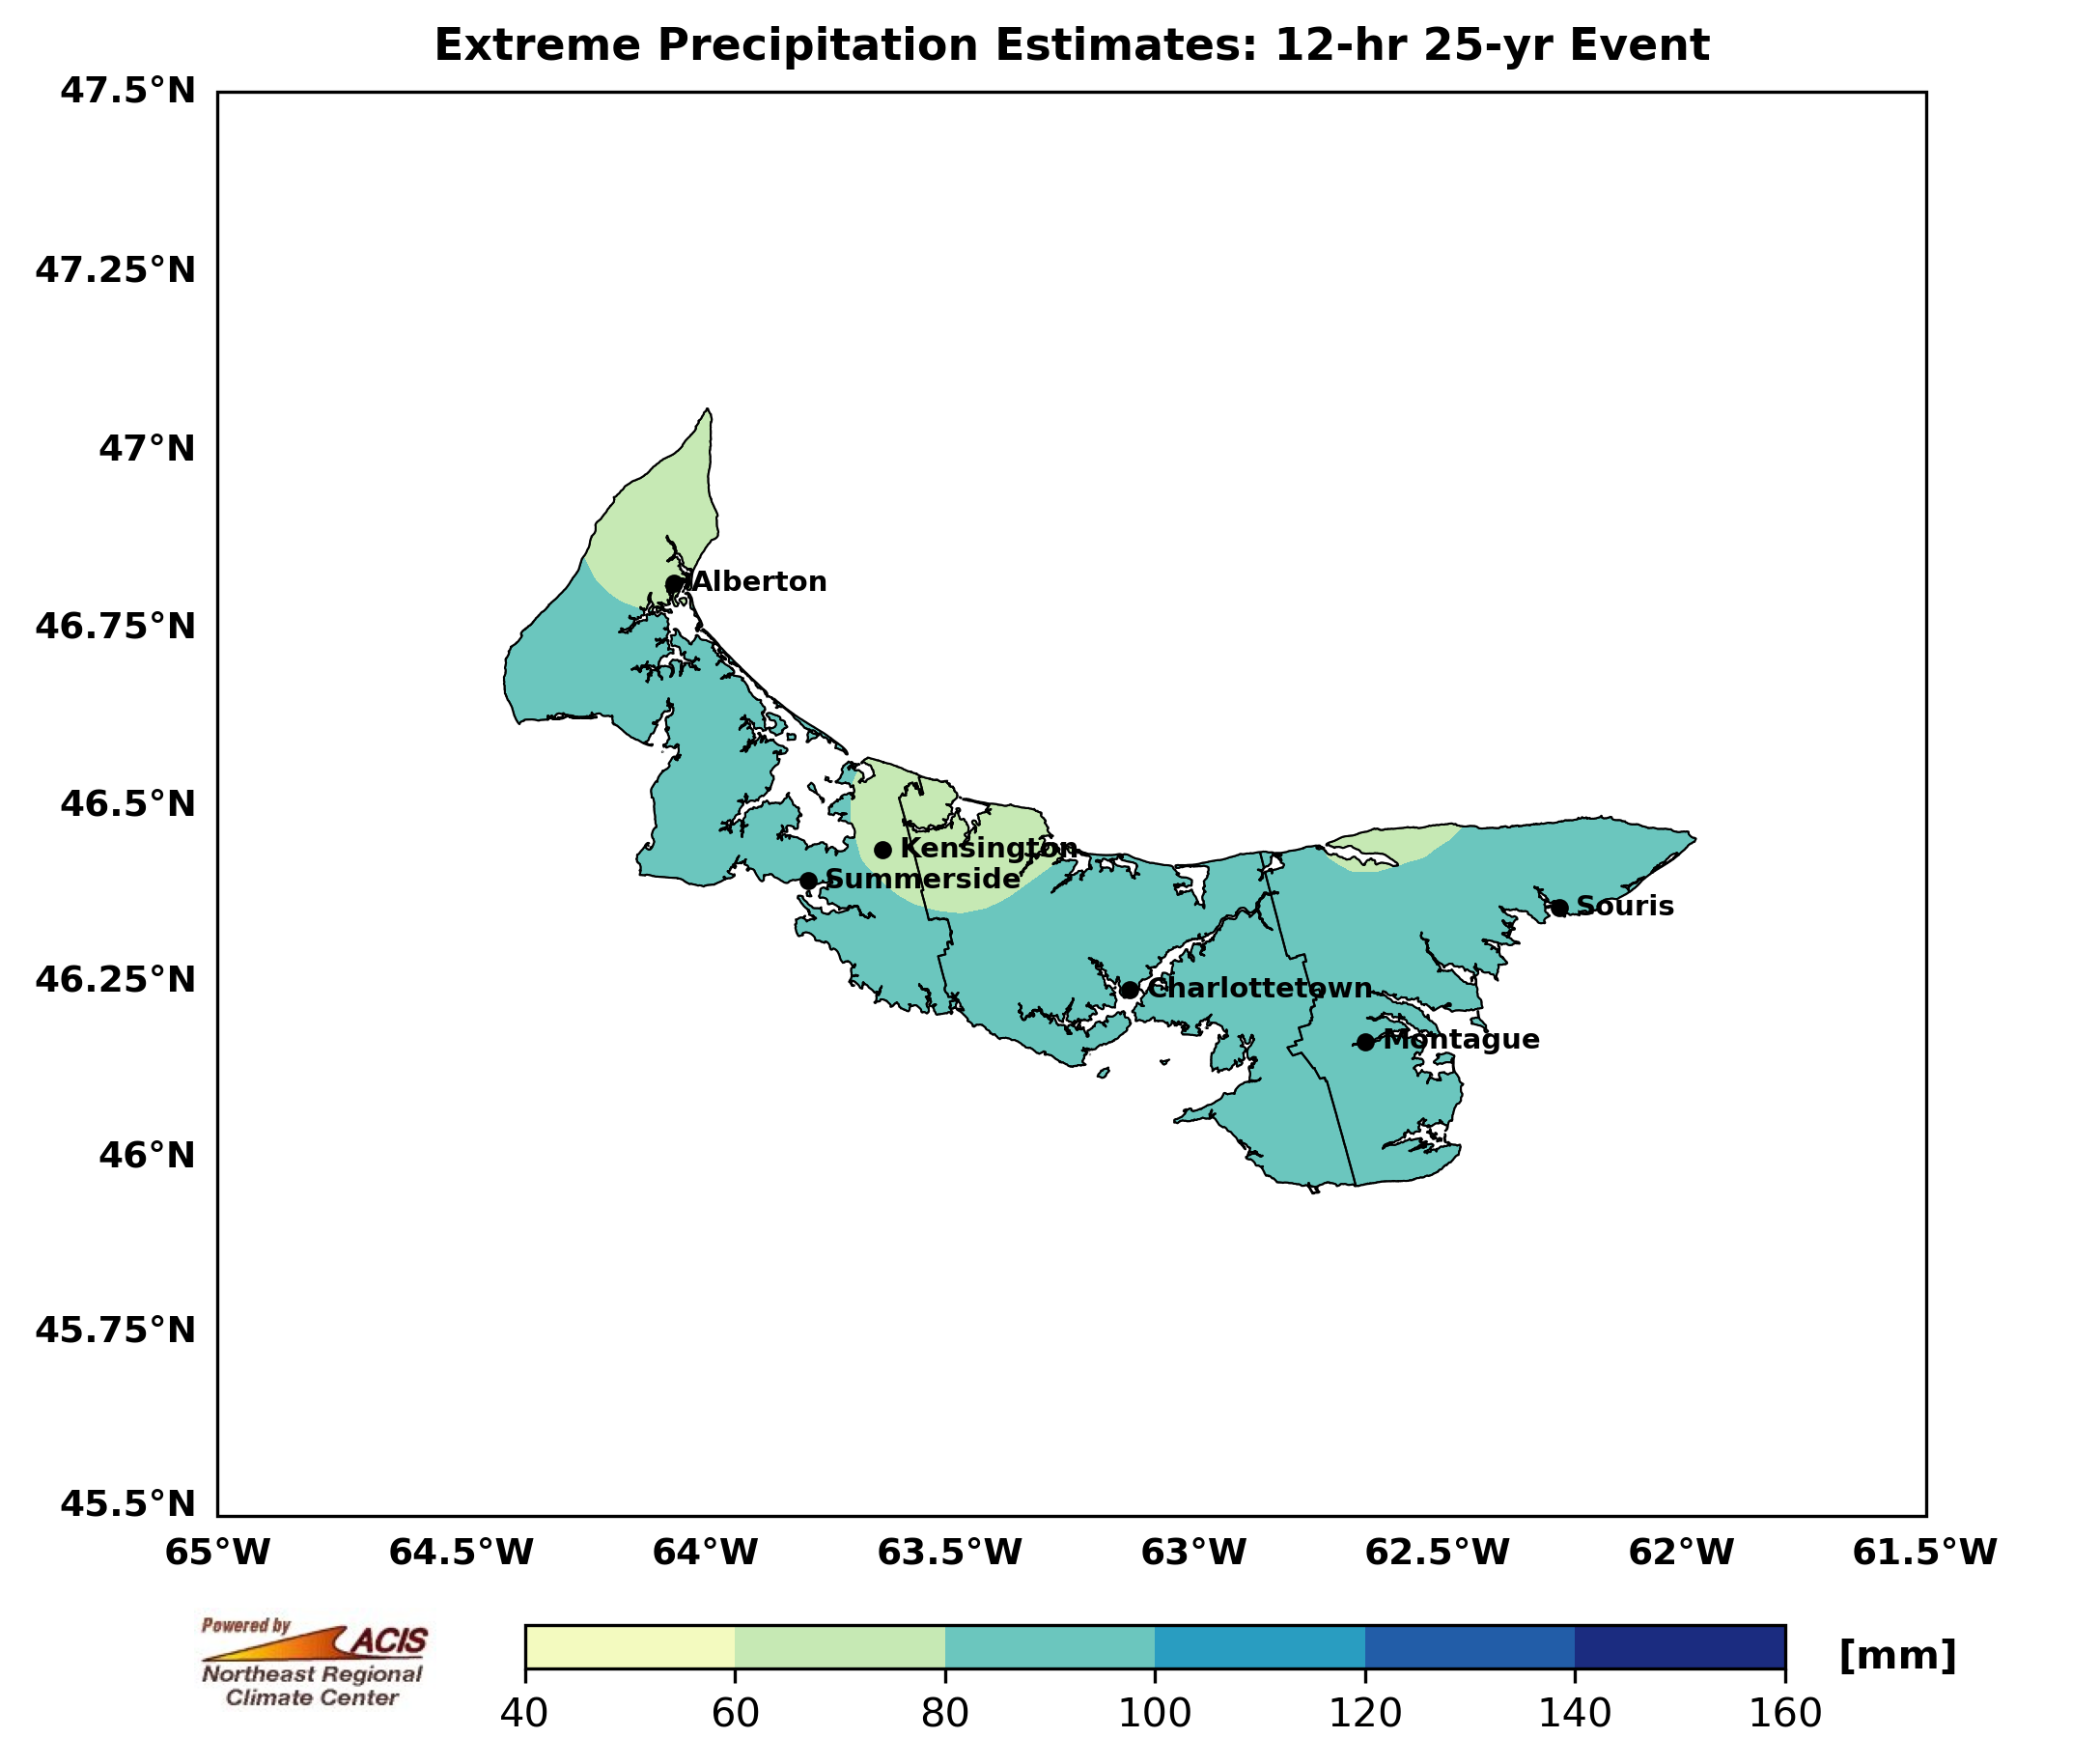 Extreme Precipitation Estimates: 12-hr 25-yr Event
47.5°N
47.25°N
47°N
46.75°N
46.5°N
46.25°N
46°N
45.75°N
45.5°N
Alberton
Kensington
Summerside
Souris
Charlottetown
Montague
65°W 64.5°W 64°W 63.5°W 63°W 62.5°W 62°W 61.5°W
Powered by
ACIS
Northeast Regional
Climate Center
[mm]
40 60 80 100 120 140 160